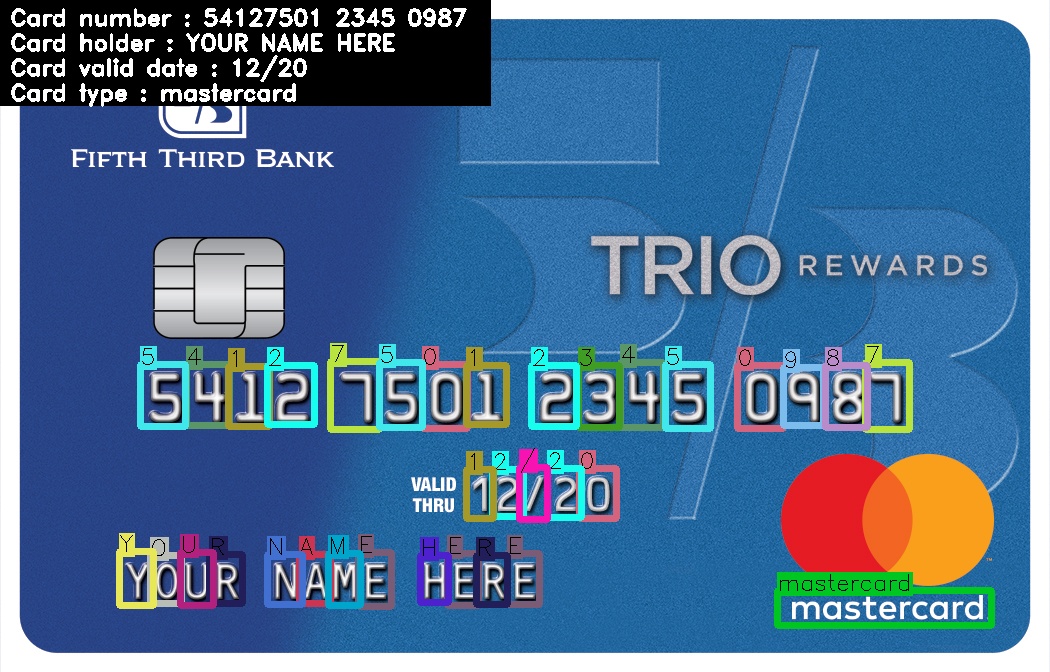 Card number : 54127501 2345 0987
Card holder : YOUR NAME HERE
Card valid date : 12/20
Card type : mastercard
FIFTH THIRD BANK
TRIO REWARDS
5 4 1 2 7 5 0 1 2 3 4 5 0 9 8 7
5412 7501 2345 0987
1 2 / 2 0
VALID THRU 12/20
Y O U R N A M E H E R E
YOUR NAME HERE
mastercard
mastercard